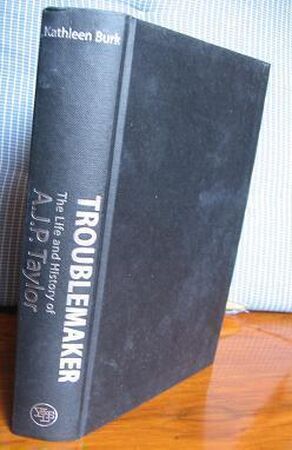 Kathleen Burk
TROUBLEMAKER
The Life and History of
A.J.P. Taylor